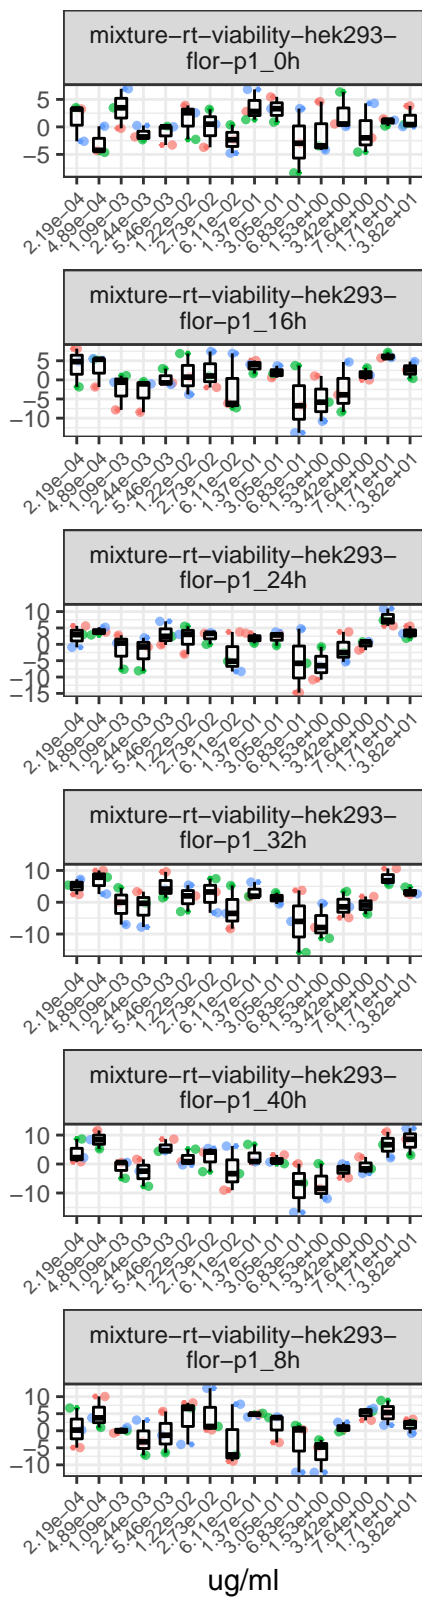 mixture−rt−viability−hek293−
flor−p1_0h
5
0
−5
2.19e−04
4.89e−04
1.09e−03
2.44e−03
5.46e−03
1.22e−02
2.73e−02
6.11e−02
1.37e−01
3.05e−01
6.83e−01
1.53e+00
3.42e+00
7.64e+00
1.71e+01
3.82e+01
mixture−rt−viability−hek293−
flor−p1_16h
5
0
−5
−10
2.19e−04
4.89e−04
1.09e−03
2.44e−03
5.46e−03
1.22e−02
2.73e−02
6.11e−02
1.37e−01
3.05e−01
6.83e−01
1.53e+00
3.42e+00
7.64e+00
1.71e+01
3.82e+01
mixture−rt−viability−hek293−
flor−p1_24h
10
5
0
−5
−10
−15
2.19e−04
4.89e−04
1.09e−03
2.44e−03
5.46e−03
1.22e−02
2.73e−02
6.11e−02
1.37e−01
3.05e−01
6.83e−01
1.53e+00
3.42e+00
7.64e+00
1.71e+01
3.82e+01
mixture−rt−viability−hek293−
flor−p1_32h
10
0
−10
2.19e−04
4.89e−04
1.09e−03
2.44e−03
5.46e−03
1.22e−02
2.73e−02
6.11e−02
1.37e−01
3.05e−01
6.83e−01
1.53e+00
3.42e+00
7.64e+00
1.71e+01
3.82e+01
mixture−rt−viability−hek293−
flor−p1_40h
10
0
−10
2.19e−04
4.89e−04
1.09e−03
2.44e−03
5.46e−03
1.22e−02
2.73e−02
6.11e−02
1.37e−01
3.05e−01
6.83e−01
1.53e+00
3.42e+00
7.64e+00
1.71e+01
3.82e+01
mixture−rt−viability−hek293−
flor−p1_8h
10
5
0
−5
−10
2.19e−04
4.89e−04
1.09e−03
2.44e−03
5.46e−03
1.22e−02
2.73e−02
6.11e−02
1.37e−01
3.05e−01
6.83e−01
1.53e+00
3.42e+00
7.64e+00
1.71e+01
3.82e+01
ug/ml